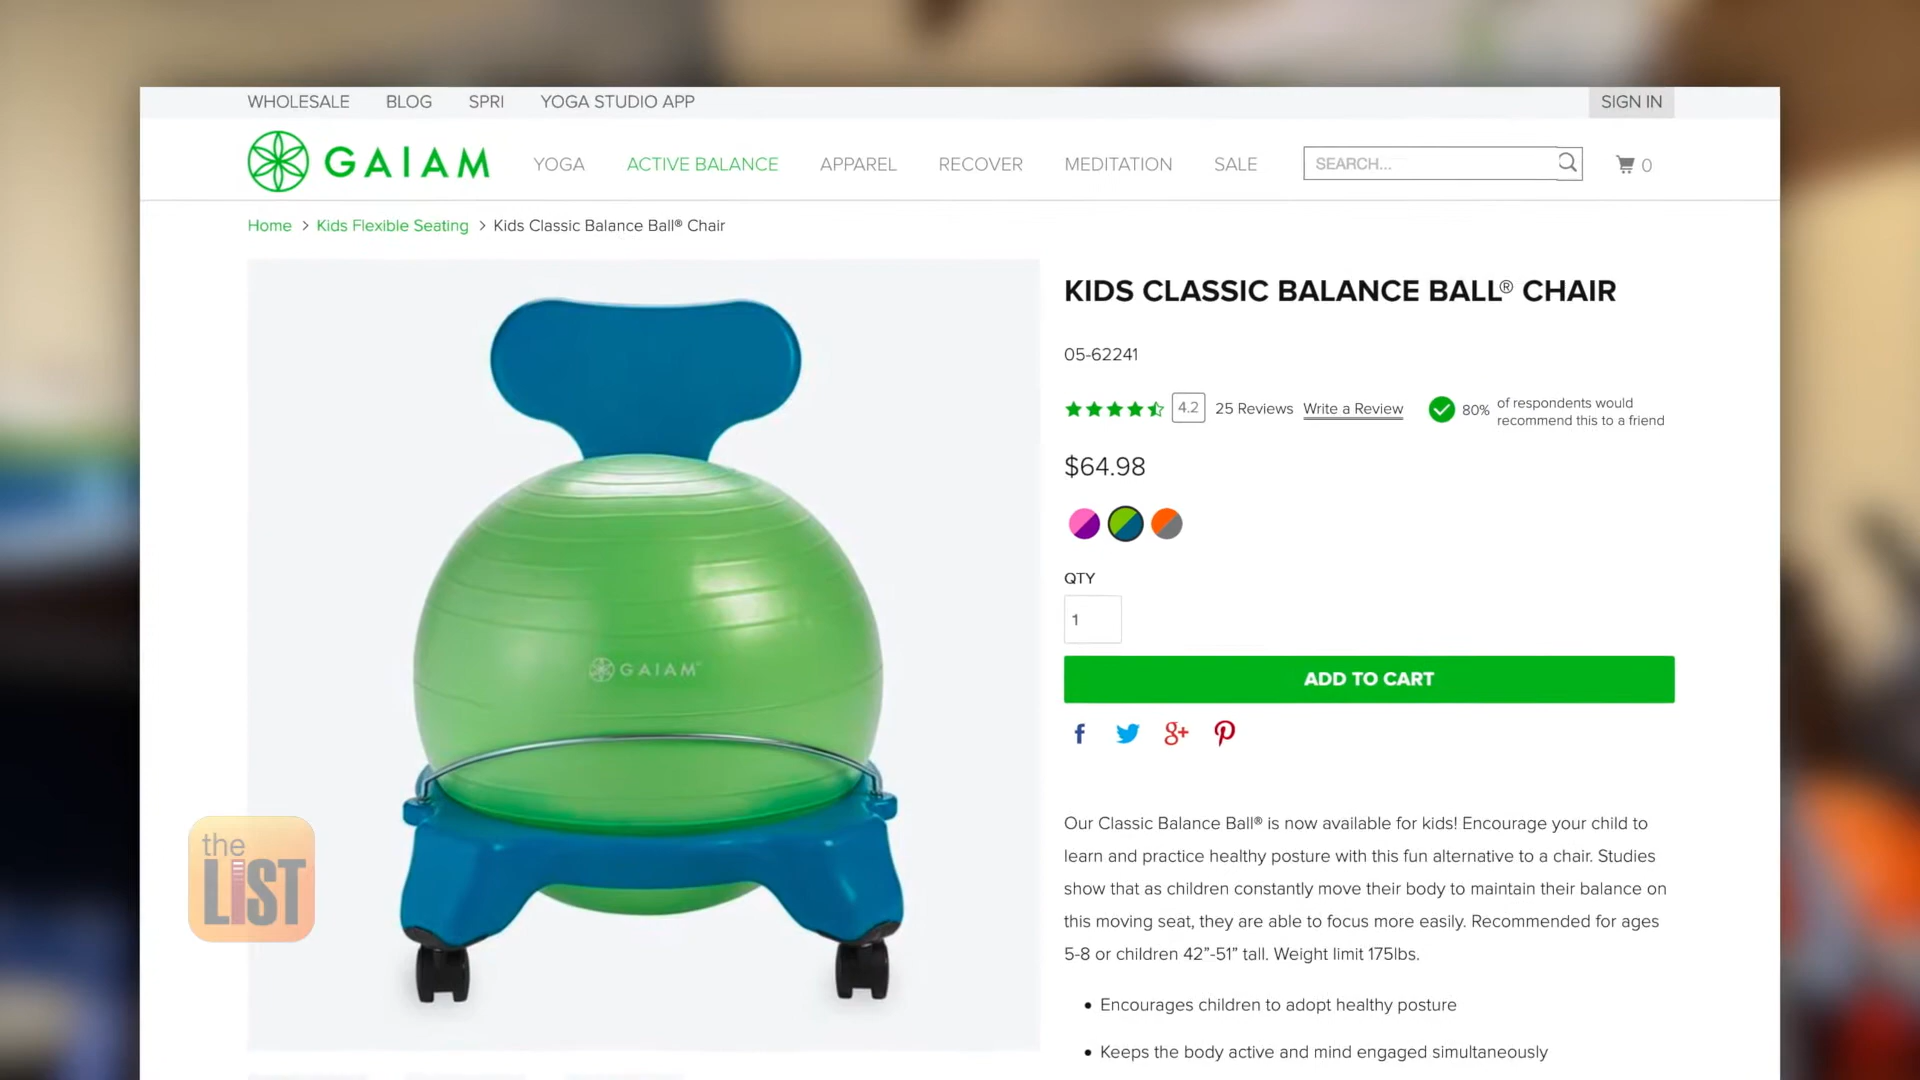 WHOLESALE BLOG SPRI YOGA STUDIO APP SIGN IN
GAIAM YOGA ACTIVE BALANCE APPAREL RECOVER MEDITATION SALE SEARCH... 0
Home > Kids Flexible Seating > Kids Classic Balance Ball® Chair
KIDS CLASSIC BALANCE BALL® CHAIR
05-62241
4.2 25 Reviews Write a Review 80% of respondents would
recommend this to a friend
$64.98
QTY
1
ADD TO CART
f g+
GAIAM
Our Classic Balance Ball® is now available for kids! Encourage your child to
learn and practice healthy posture with this fun alternative to a chair. Studies
show that as children constantly move their body to maintain their balance on
this moving seat, they are able to focus more easily. Recommended for ages
5-8 or children 42”-51” tall. Weight limit 175lbs.
• Encourages children to adopt healthy posture
• Keeps the body active and mind engaged simultaneously
the
LIST